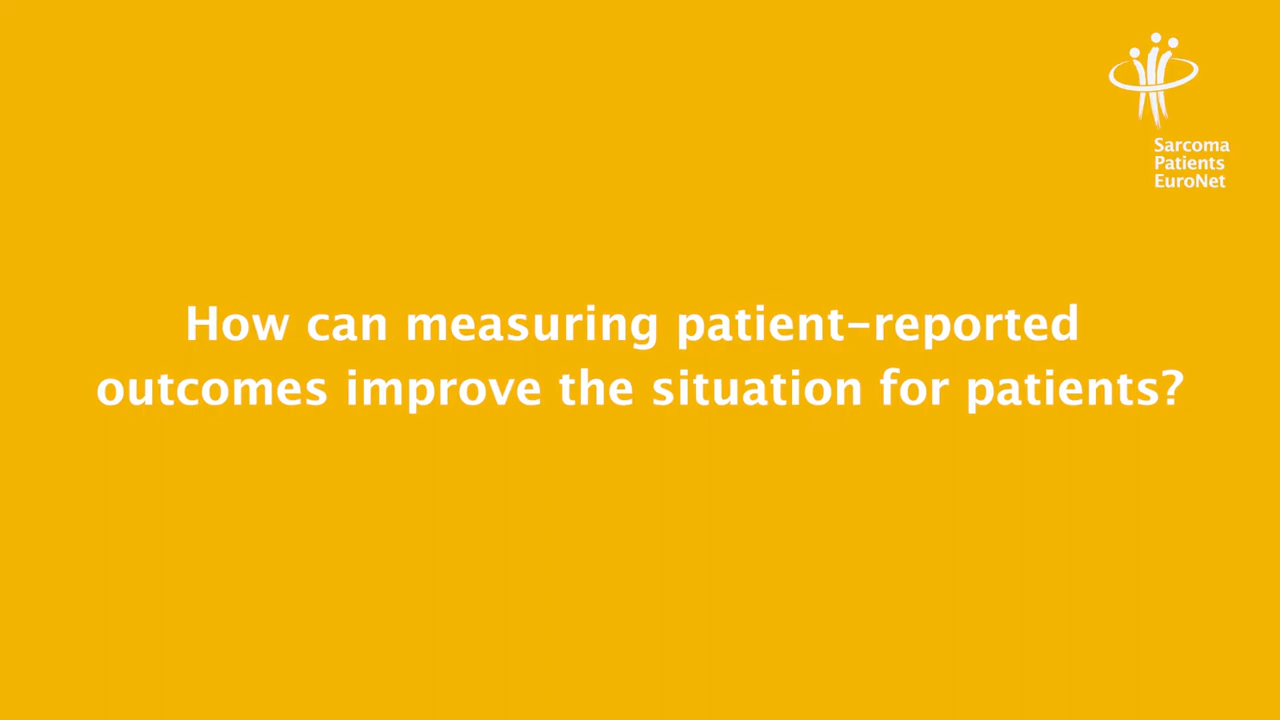 Sarcoma
Patients
EuroNet
How can measuring patient-reported
outcomes improve the situation for patients?